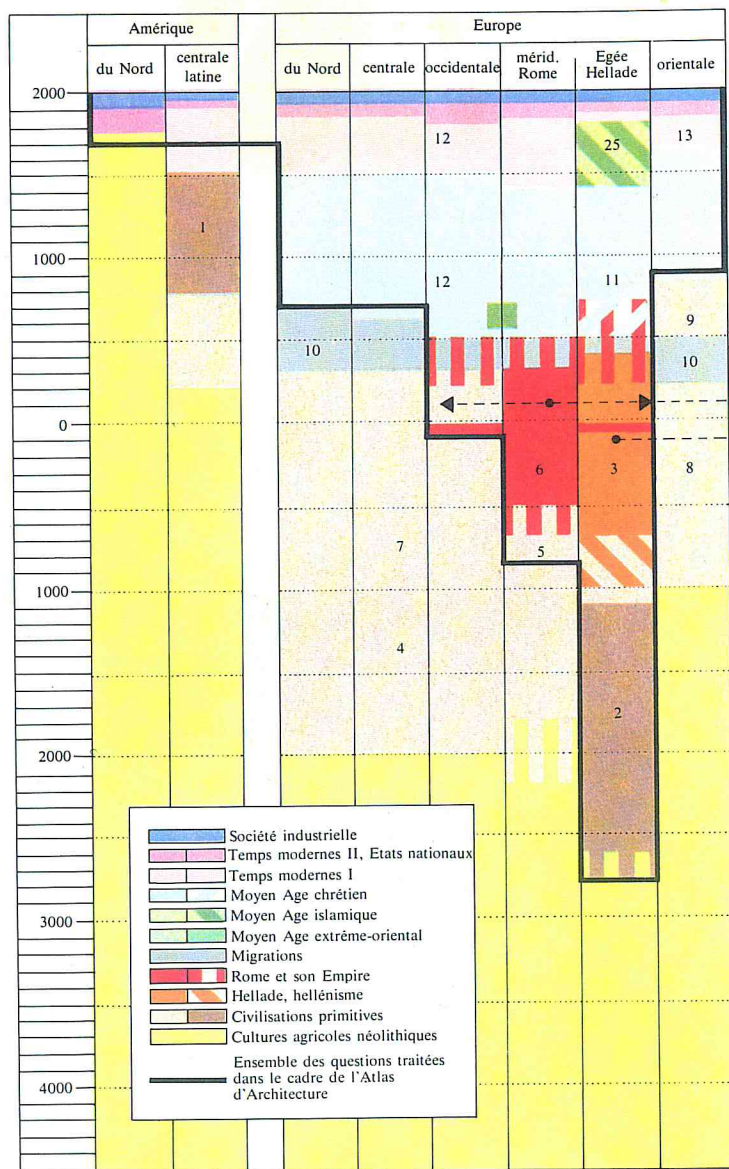 Amérique
Europe
du Nord
centrale
latine
du Nord
centrale
occidentale
mérid.
Rome
Egée
Hellade
orientale
2000
12
25
13
1
1000
12
11
9
10
10
0
6
3
8
7
5
1000
4
2
2000
Société industrielle
Temps modernes II, Etats nationaux
Temps modernes I
Moyen Age chrétien
Moyen Age islamique
Moyen Age extrême-oriental
Migrations
Rome et son Empire
Hellade, hellénisme
Civilisations primitives
Cultures agricoles néolithiques
Ensemble des questions traitées
dans le cadre de l'Atlas
d'Architecture
3000
4000